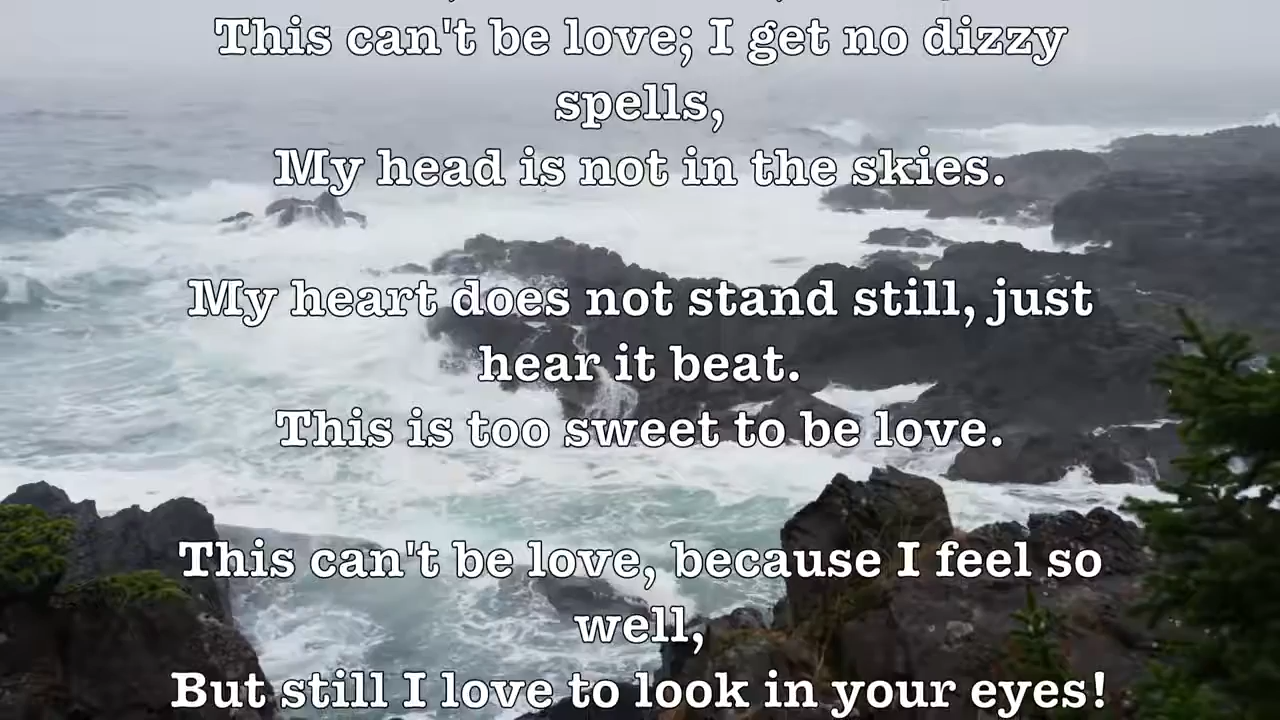 This can't be love; I get no dizzy
spells,
My head is not in the skies.
My heart does not stand still, just
hear it beat.
This is too sweet to be love.
This can't be love, because I feel so
well,
But still I love to look in your eyes!